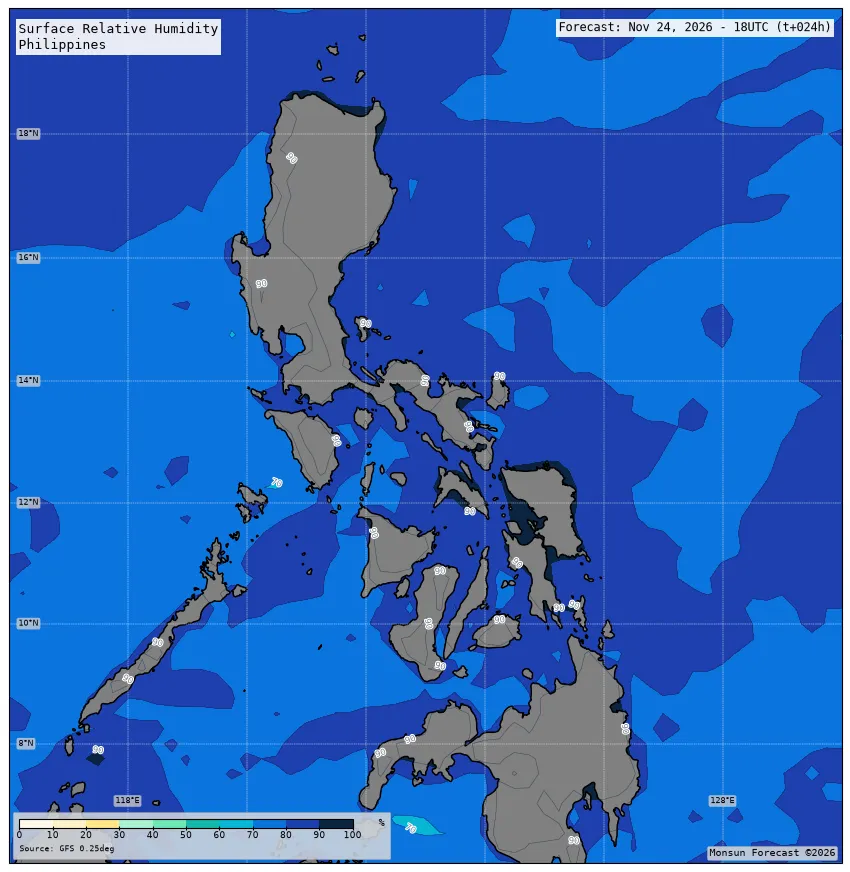 Surface Relative Humidity
Philippines
Forecast: Nov 24, 2026 - 18UTC (t+024h)
18°N
90
16°N
90
90
14°N
90
90
90
90
70
12°N
90
90
90
90
90
90
10°N
90
90
90
90
90
90
8°N
90
90
90
118°E
128°E
70
90
%
0 10 20 30 40 50 60 70 80 90 100
Source: GFS 0.25deg
Monsun Forecast ©2026